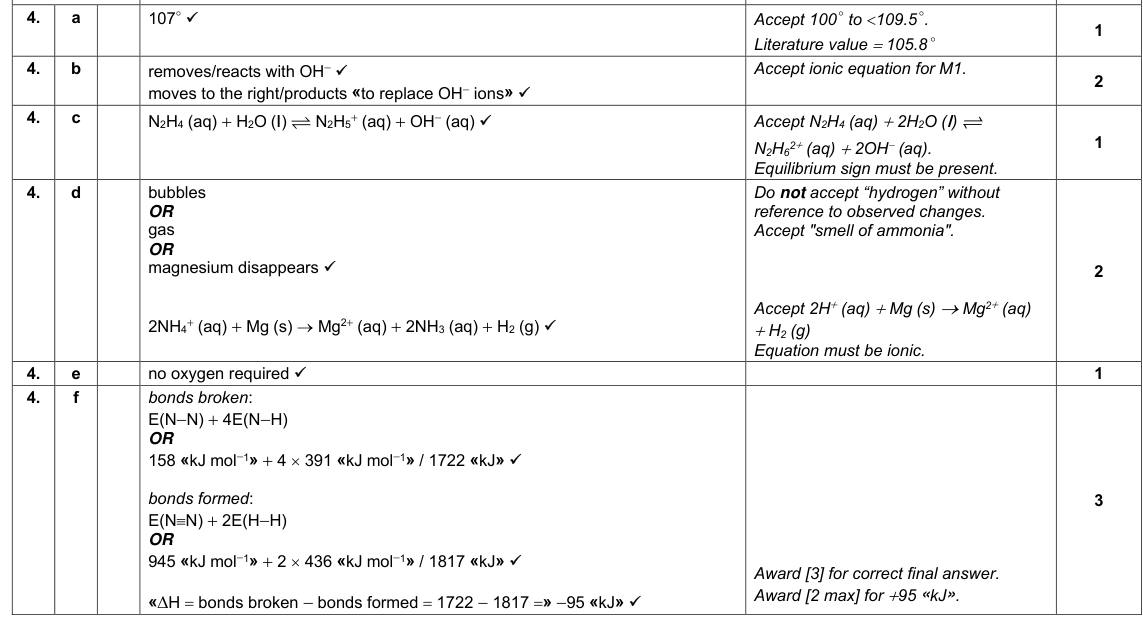 4. a 107° ✓ Accept 100° to <109.5°. 1
Literature value = 105.8°
4. b removes/reacts with OH⁻ ✓ Accept ionic equation for M1. 2
moves to the right/products «to replace OH⁻ ions» ✓
4. c N₂H₄ (aq) + H₂O (l) ⇌ N₂H₅⁺ (aq) + OH⁻ (aq) ✓ Accept N₂H₄ (aq) + 2H₂O (l) ⇌ 1
N₂H₆²⁺ (aq) + 2OH⁻ (aq).
Equilibrium sign must be present.
4. d bubbles Do not accept “hydrogen” without
OR reference to observed changes.
gas Accept "smell of ammonia".
OR
magnesium disappears ✓ 2
2NH₄⁺ (aq) + Mg (s) → Mg²⁺ (aq) + 2NH₃ (aq) + H₂ (g) ✓ Accept 2H⁺ (aq) + Mg (s) → Mg²⁺ (aq)
+ H₂ (g)
Equation must be ionic.
4. e no oxygen required ✓ 1
4. f bonds broken:
E(N–N) + 4E(N–H)
OR
158 «kJ mol⁻¹» + 4 × 391 «kJ mol⁻¹» / 1722 «kJ» ✓
bonds formed: 3
E(N≡N) + 2E(H–H)
OR
945 «kJ mol⁻¹» + 2 × 436 «kJ mol⁻¹» / 1817 «kJ» ✓
Award [3] for correct final answer.
«ΔH = bonds broken – bonds formed = 1722 – 1817 =» –95 «kJ» ✓ Award [2 max] for +95 «kJ».